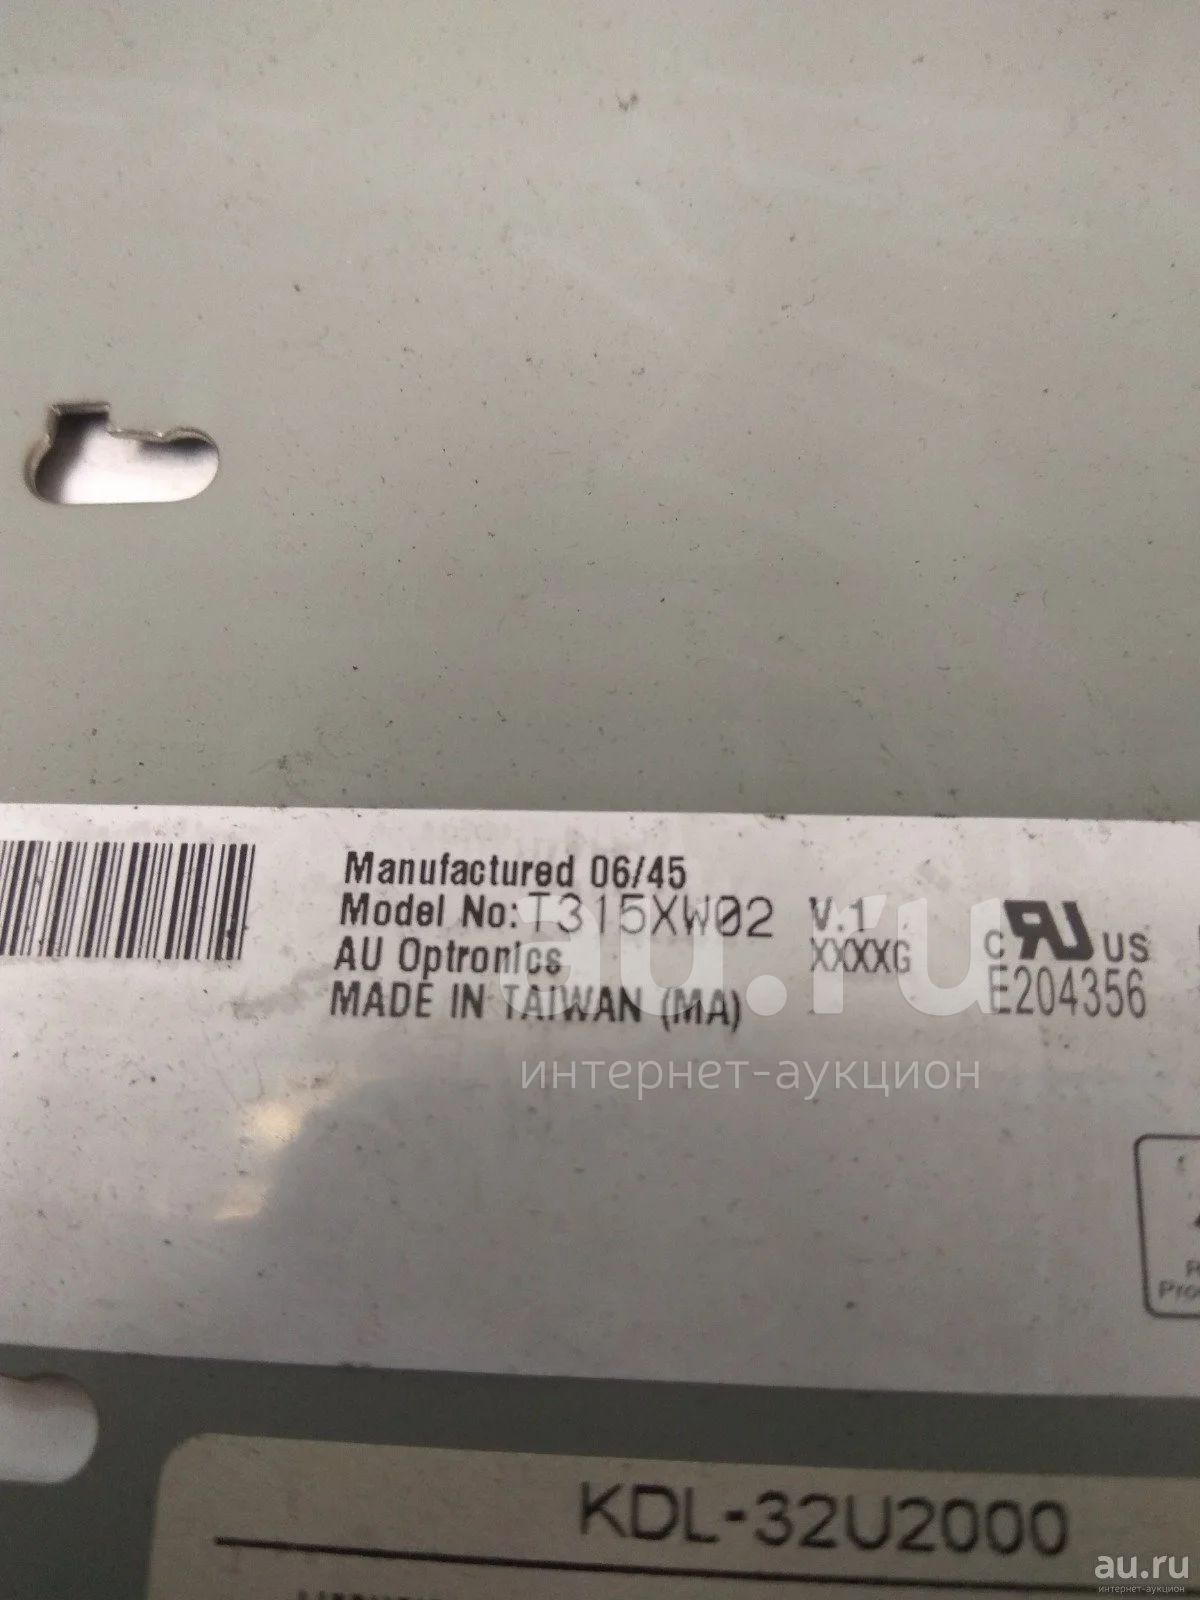 Manufactured 06/45
Model No: T315XW02 V.1
AU Optronics XXXXG
MADE IN TAIWAN (MA)
C US
E204356
au.ru
интернет-аукцион
KDL-32U2000
au.ru
интернет-аукцион